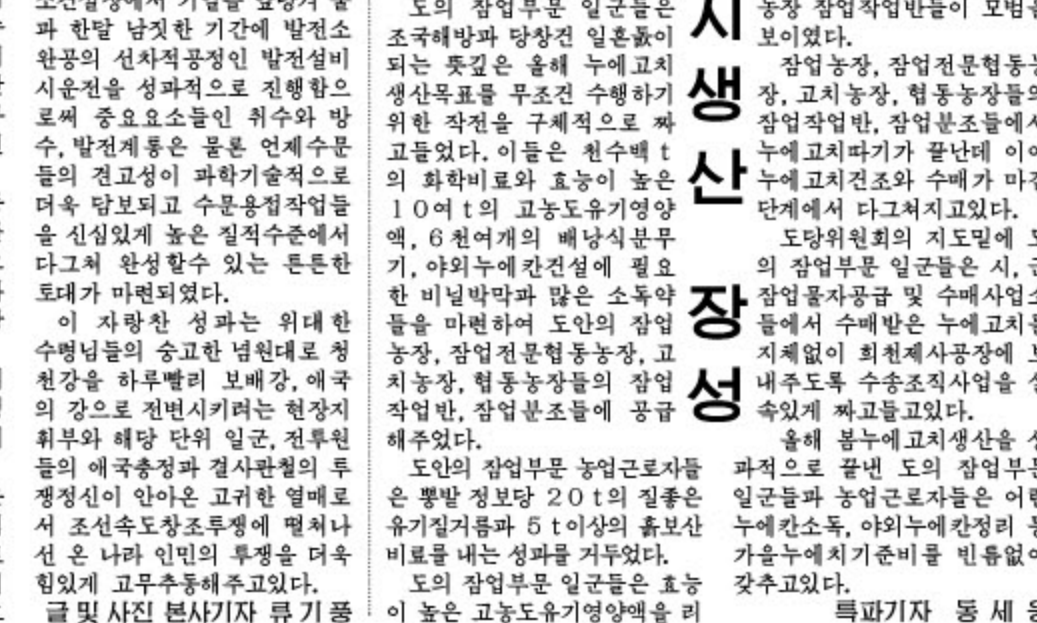 과 한달 남짓한 기간에 발전소
완공의 선차적공정인 발전설비
시운전을 성과적으로 진행함으
로써 중요요소들인 취수와 방
수, 발전계통은 물론 언제수문
들의 견고성이 과학기술적으로
더욱 담보되고 수문용접작업들
을 신심있게 높은 질적수준에서
다그쳐 완성할수 있는 튼튼한
토대가 마련되였다.
이 자랑찬 성과는 위대한
수령님들의 숭고한 념원대로 청
천강을 하루빨리 보배강, 애국
의 강으로 전변시키려는 현장지
휘부와 해당 단위 일군, 전투원
들의 애국충정과 결사관철의 투
쟁정신이 안아온 고귀한 열매로
서 조선속도창조투쟁에 떨쳐나
선 온 나라 인민의 투쟁을 더욱
힘있게 고무추동해주고있다.
글 및 사진 본사기자 류 기 풍
도의 잠업부문 일군들은
조국해방과 당창건 일흔돐이
되는 뜻깊은 올해 누에고치
생산목표를 무조건 수행하기
위한 작전을 구체적으로 짜
고들었다. 이들은 천수백 t
의 화학비료와 효능이 높은
10여 t의 고농도유기영양
액, 6천여개의 배낭식분무
기, 야외누에칸건설에 필요
한 비닐박막과 많은 소독약
들을 마련하여 도안의 잠업
농장, 잠업전문협동농장, 고
치농장, 협동농장들의 잠업
작업반, 잠업분조들에 공급
해주었다.
도안의 잠업부문 농업근로자들
은 뽕밭 정보당 20t의 질좋은
유기질거름과 5t이상의 흙보산
비료를 내는 성과를 거두었다.
도의 잠업부문 일군들은 효능
이 높은 고농도유기영양액을 리
생산 장성
농장 잠업작업반들이 모범을
보이였다.
잠업농장, 잠업전문협동농
장, 고치농장, 협동농장들의
잠업작업반, 잠업분조들에서
누에고치따기가 끝난데 이어
누에고치건조와 수매가 마감
단계에서 다그쳐지고있다.
도당위원회의 지도밑에 도
의 잠업부문 일군들은 시, 군
잠업물자공급 및 수매사업소
들에서 수매받은 누에고치를
지체없이 희천제사공장에 보
내주도록 수송조직사업을 실
속있게 짜고들고있다.
올해 봄누에고치생산을 성
과적으로 끝낸 도의 잠업부문
일군들과 농업근로자들은 어린
누에칸소독, 야외누에칸정리 등
가을누에치기준비를 빈틈없이
갖추고있다.
특파기자 동 세